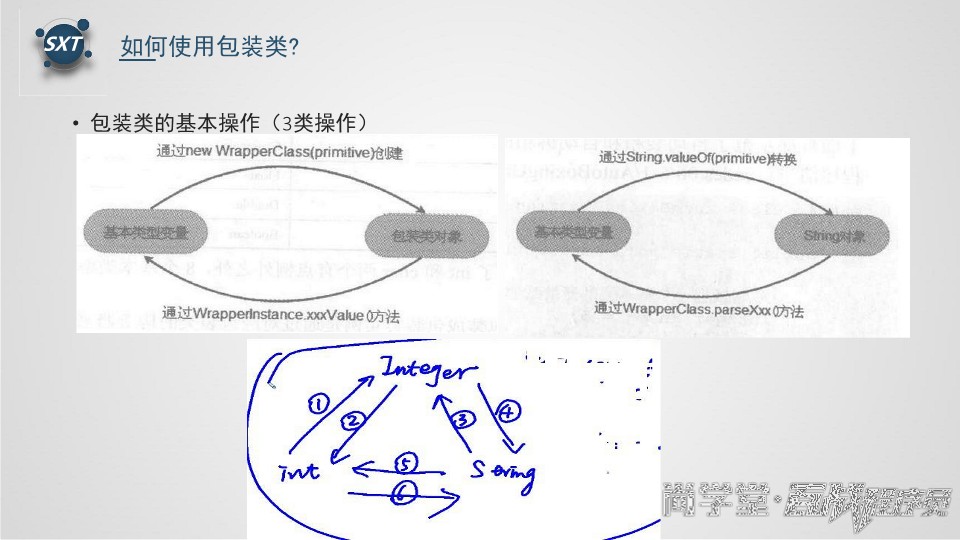 SXT
如何使用包装类?
• 包装类的基本操作（3类操作）
通过new WrapperClass(primitive)创建
基本类型变量
包装类对象
通过WrapperInstance.xxxValue()方法
通过String.valueOf(primitive)转换
基本类型变量
String对象
通过WrapperClass.parseXxx()方法
Integer
① ② ③ ④
int ⑤ String
⑥
尚学堂·